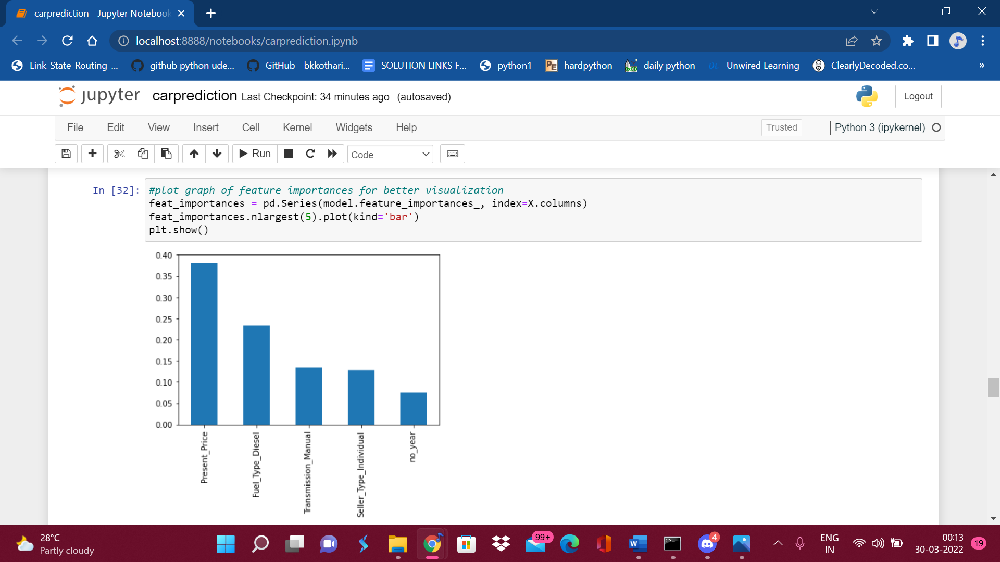 carprediction - Jupyter Notebook
localhost:8888/notebooks/carprediction.ipynb
Link_State_Routing_... github python ude... GitHub - bkkothari... SOLUTION LINKS F... python1 PE hardpython 0xCD daily python UL Unwired Learning ClearlyDecoded.co... »
jupyter carprediction Last Checkpoint: 34 minutes ago (autosaved) Logout
File Edit View Insert Cell Kernel Widgets Help Trusted Python 3 (ipykernel)
Run Code
In [32]: #plot graph of feature importances for better visualization
feat_importances = pd.Series(model.feature_importances_, index=X.columns)
feat_importances.nlargest(5).plot(kind='bar')
plt.show()
0.40
0.35
0.30
0.25
0.20
0.15
0.10
0.05
0.00
Present_Price
Fuel_Type_Diesel
Transmission_Manual
Seller_Type_Individual
no_year
28°C
Partly cloudy
99+
W
4
ENG
IN
00:13
30-03-2022
19